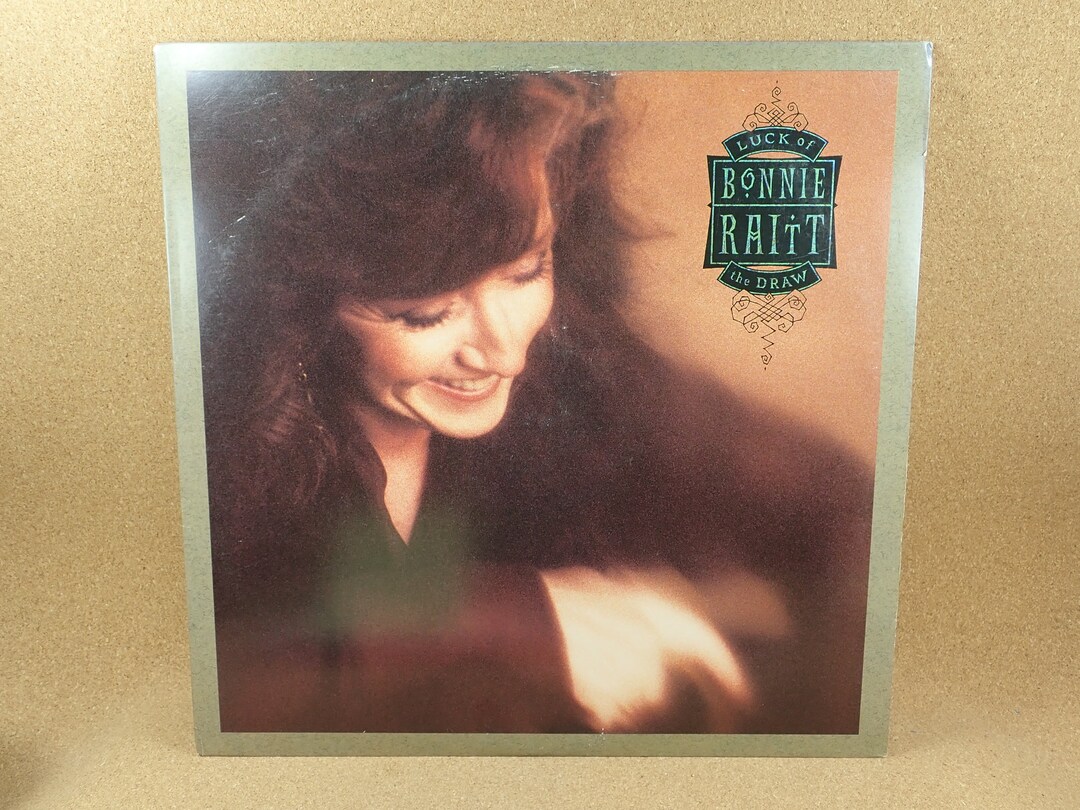 LUCK of
BONNIE
RAITT
the DRAW